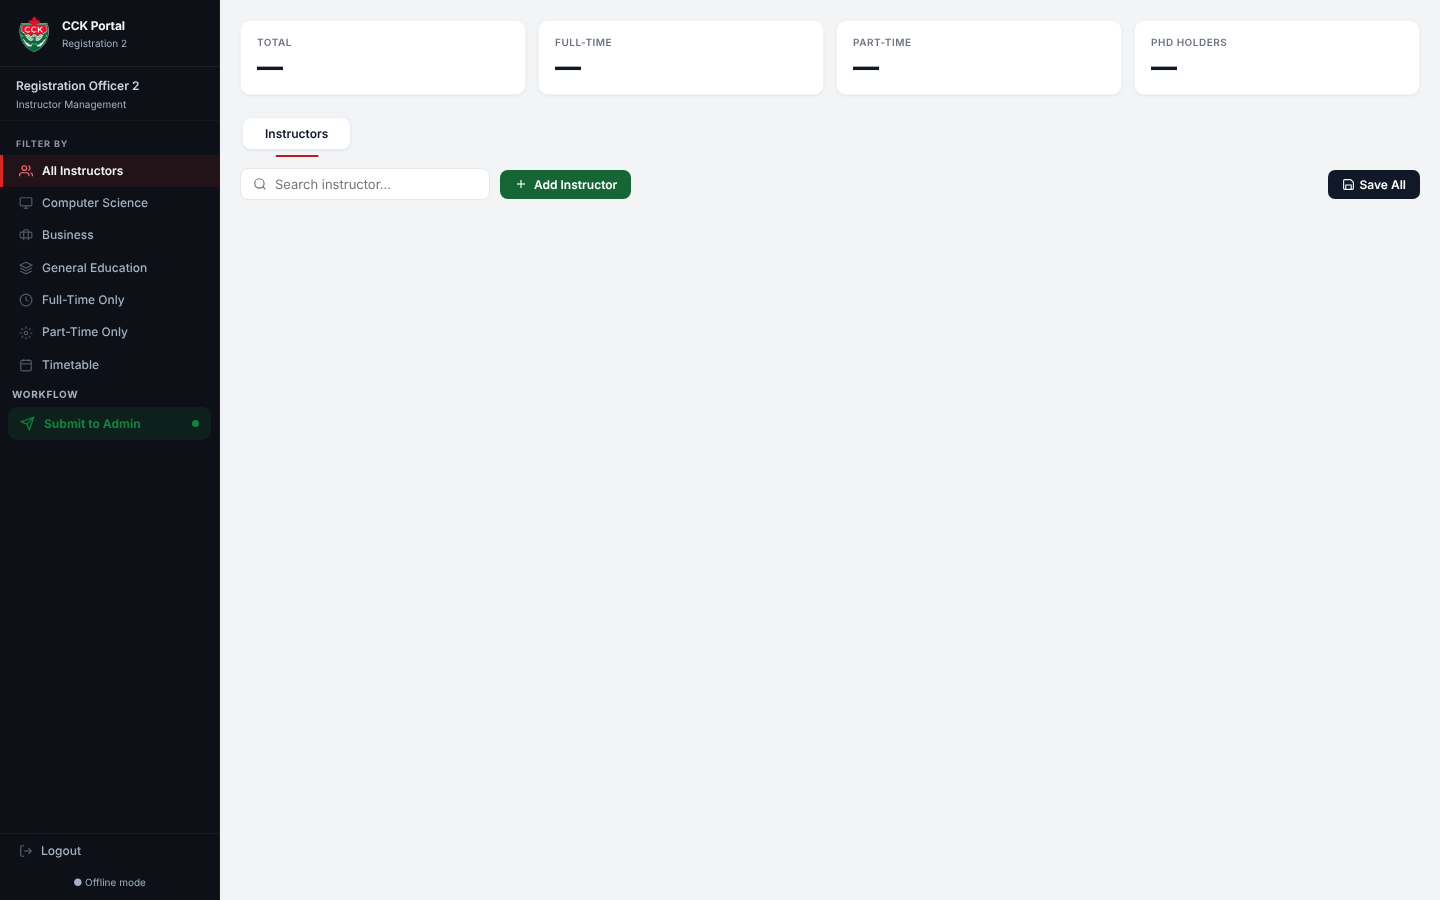 CCK
CCK Portal
Registration 2
Registration Officer 2
Instructor Management
FILTER BY
All Instructors
Computer Science
Business
General Education
Full-Time Only
Part-Time Only
Timetable
WORKFLOW
Submit to Admin
Logout
Offline mode
TOTAL
—
FULL-TIME
—
PART-TIME
—
PHD HOLDERS
—
Instructors
Search instructor...
+ Add Instructor
Save All